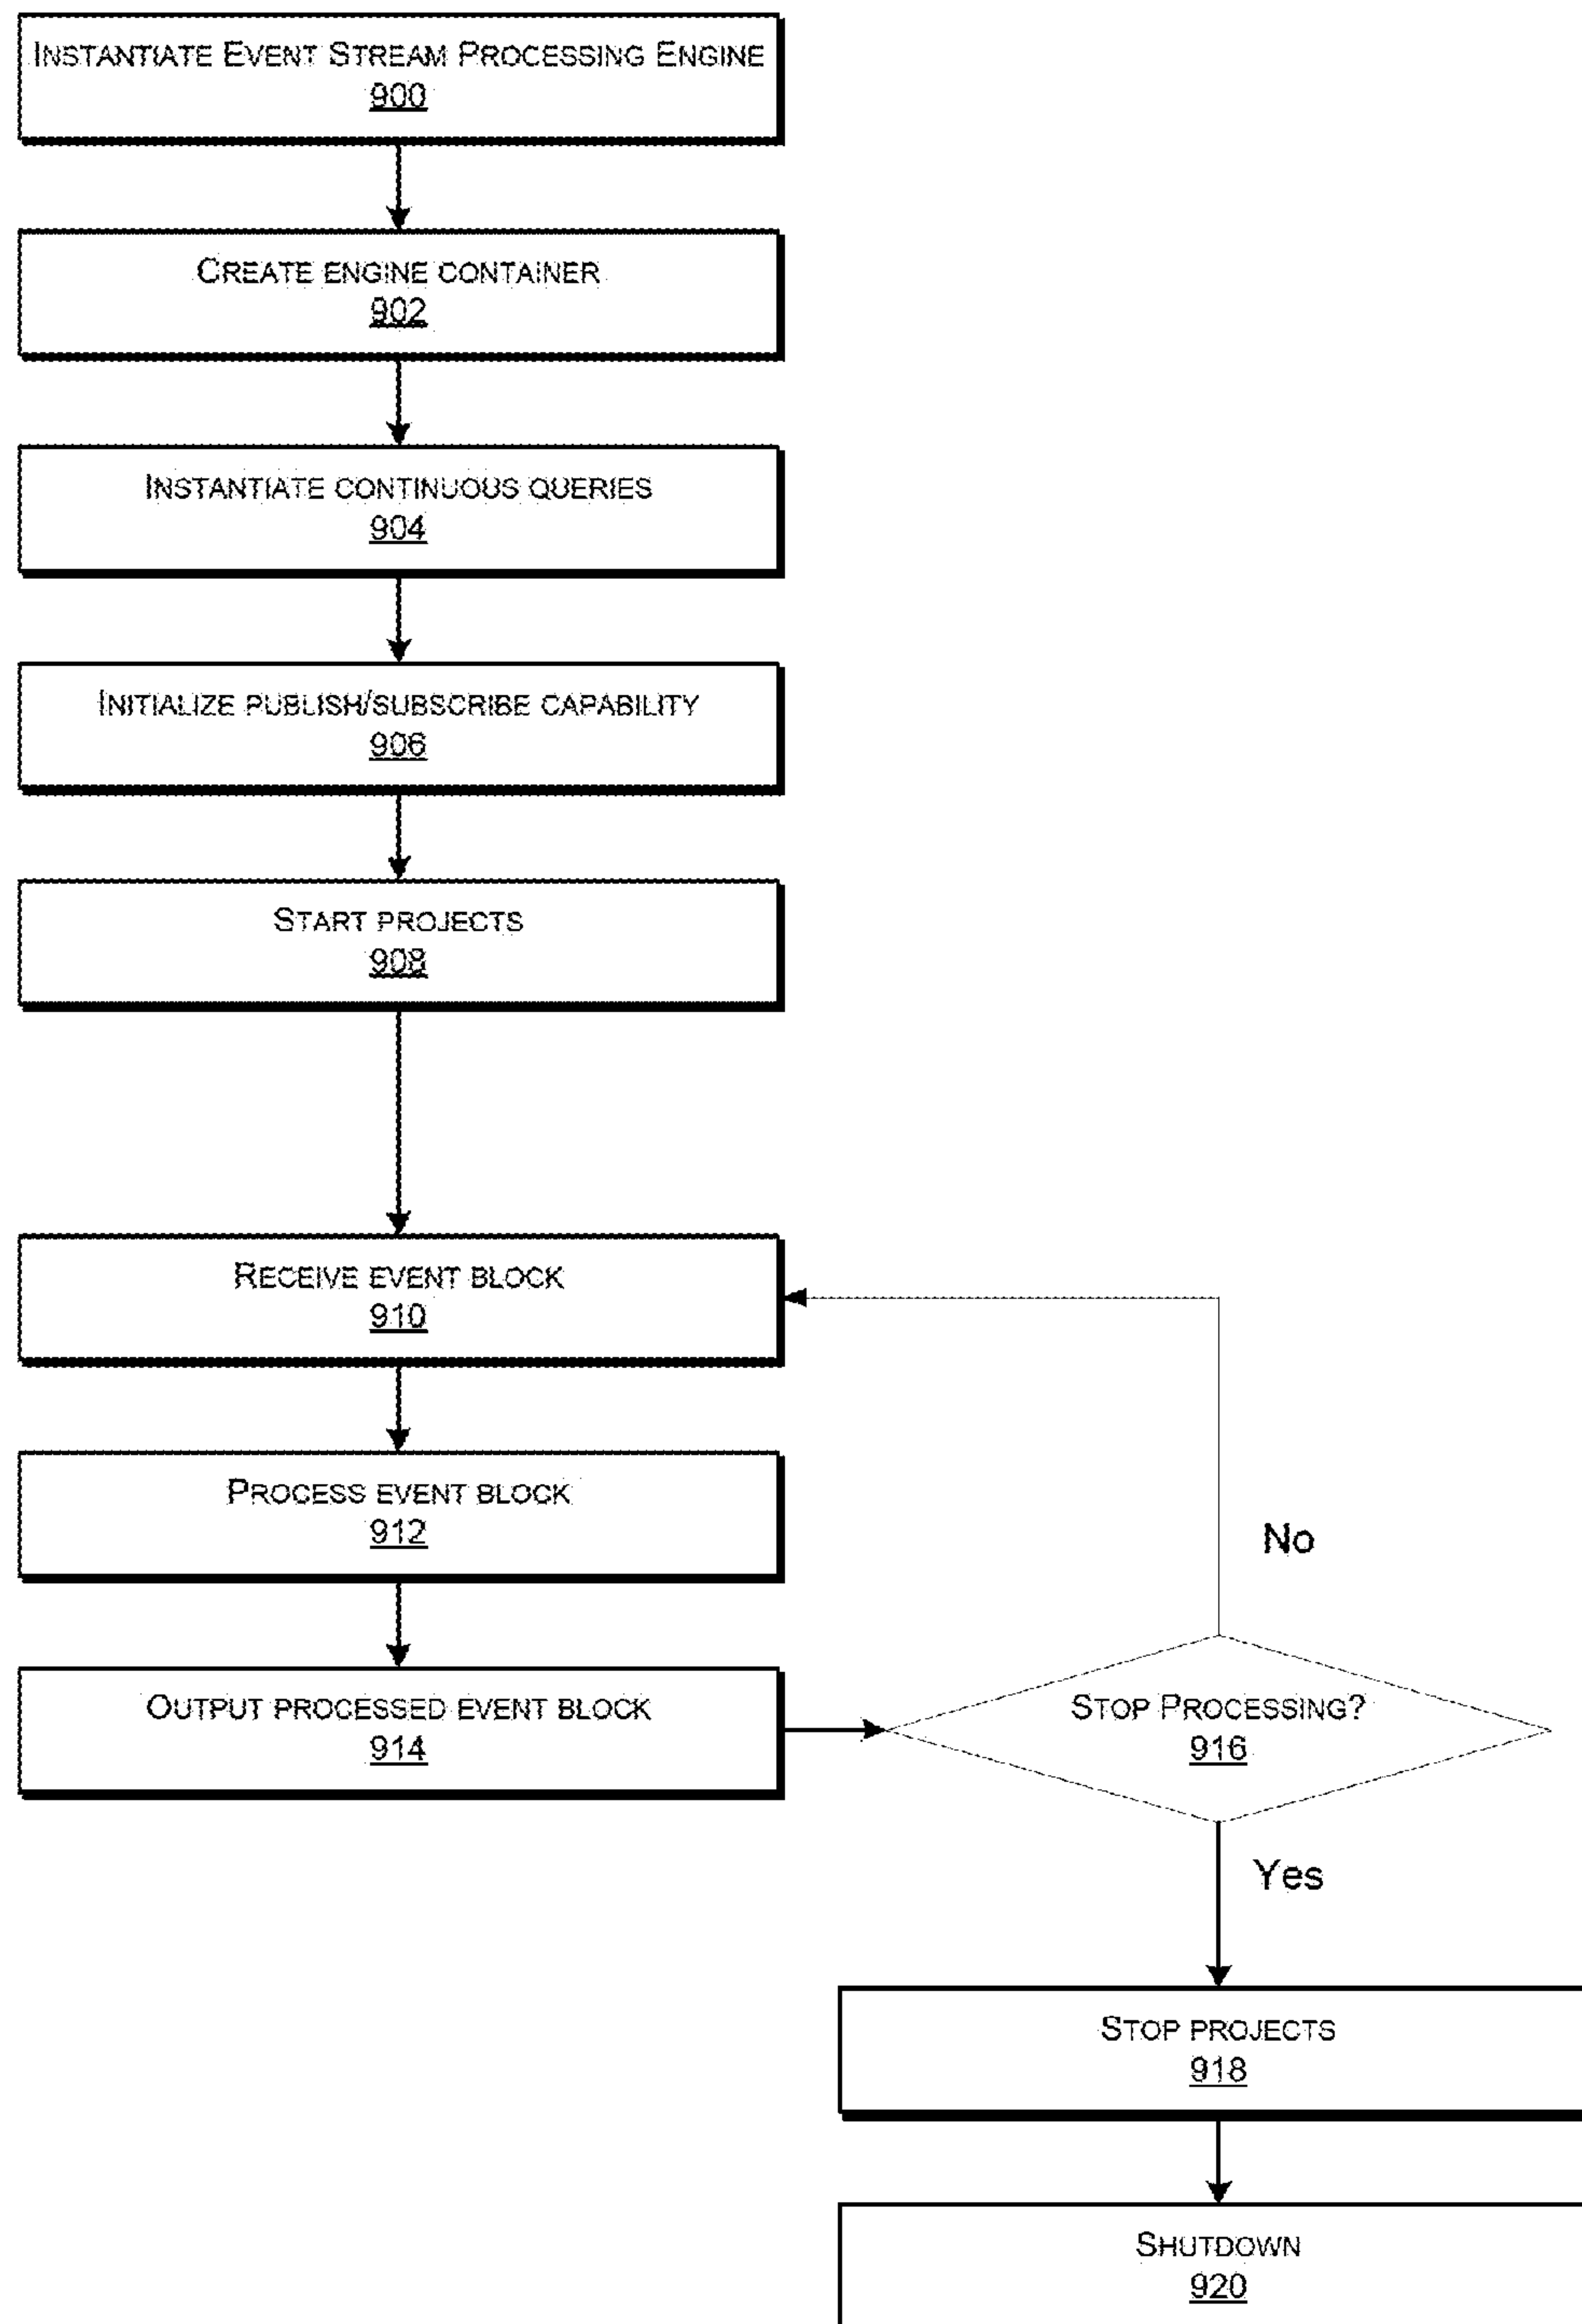 INSTANTIATE EVENT STREAM PROCESSING ENGINE
900
CREATE ENGINE CONTAINER
902
INSTANTIATE CONTINUOUS QUERIES
904
INITIALIZE PUBLISH/SUBSCRIBE CAPABILITY
906
START PROJECTS
908
RECEIVE EVENT BLOCK
910
PROCESS EVENT BLOCK
912
No
OUTPUT PROCESSED EVENT BLOCK
914
STOP PROCESSING?
916
Yes
STOP PROJECTS
918
SHUTDOWN
920